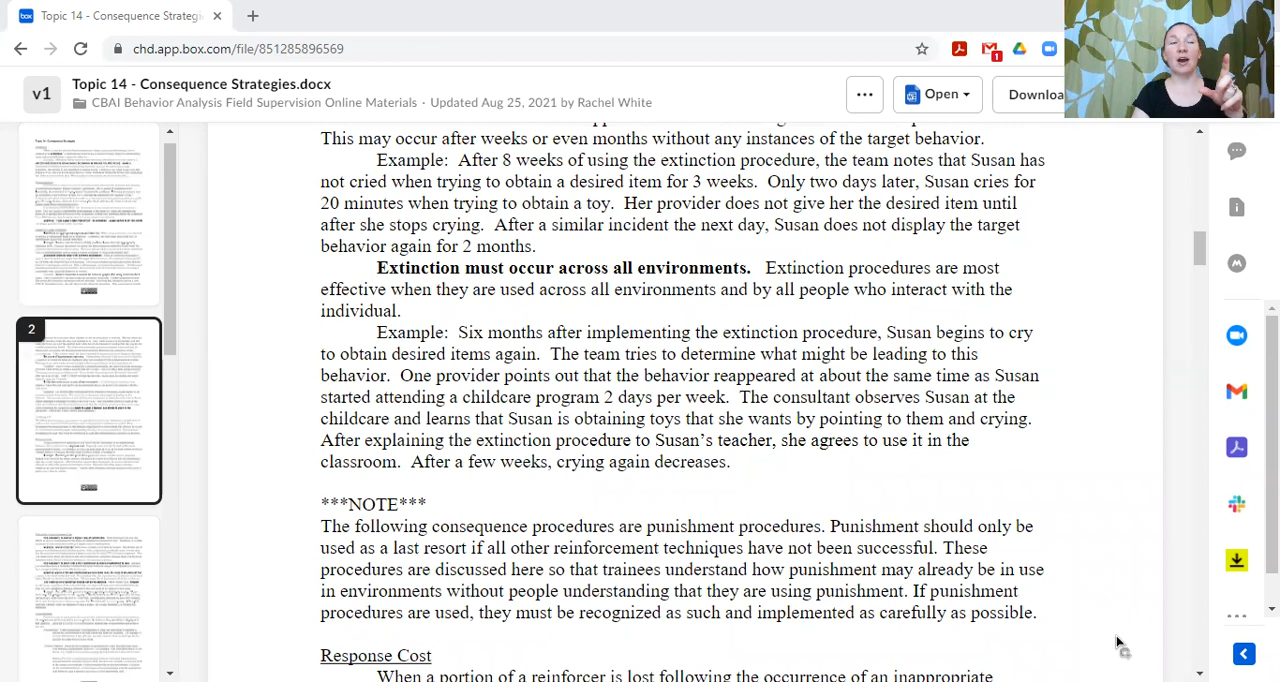 Topic 14 - Consequence Strateg
chd.app.box.com/file/851285896569
1
v1
Topic 14 - Consequence Strategies.docx
CBAI Behavior Analysis Field Supervision Online Materials · Updated Aug 25, 2021 by Rachel White
Open
Downloa
This may occur after weeks or even months without any instances of the target behavior.
Example: After weeks of using the extinction procedure, the team notes that Susan has
not cried when trying to obtain a desired item for 3 weeks. Only two days later, Susan cries for
20 minutes when trying to obtain a toy. Her provider does not give her the desired item until
Susan stops crying. After a similar incident the next day, Susan does not display the target
behavior again for 2 months.
Extinction must be used across all environments. Extinction procedures are most
effective when they are used across all environments and by all people who interact with the
individual.
Example: Six months after implementing the extinction procedure, Susan begins to cry
to obtain desired items again. The team tries to determine what might be leading to this
One provider points out that the behavior reappeared about the same time as Susan
began attending a childcare program 2 days per week. The consultant observes Susan at the
childcare and learns that she is obtaining toys from shelves by pointing to them and crying.
After explaining the extinction procedure to Susan's teacher, she agrees to use it in the
classroom. After a few weeks, crying again decreases.
***NOTE***
The following consequence procedures are punishment procedures. Punishment should only be
used as a last resort after other reinforcement techniques have not been successful. These
procedures are discussed here so that trainees understand how punishment may already be in use
in environments without people understanding that they are using punishment. If punishment
procedures are used, they must be recognized as such and implemented as carefully as possible.
Response Cost
When a portion of a reinforcer is lost following the occurrence of an inappropriate
2